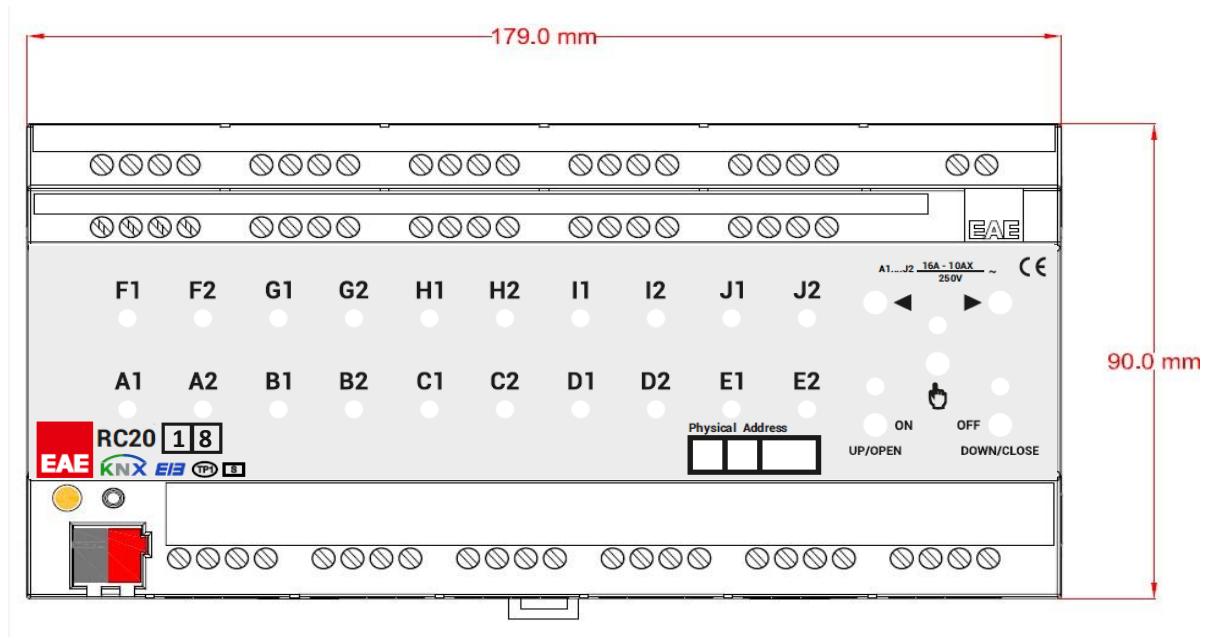 179.0 mm
EAE
A1....J2 16A - 10AX ~ CE
250V
F1 F2 G1 G2 H1 H2 I1 I2 J1 J2
90.0 mm
A1 A2 B1 B2 C1 C2 D1 D2 E1 E2
ON OFF
UP/OPEN DOWN/CLOSE
Physical Address
RC20 1 8
EAE KNX EIB TP1 S